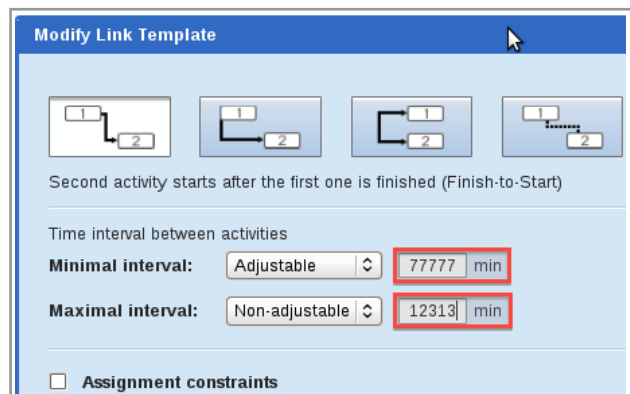 Modify Link Template
1 2 1 2 1 2 1 2
Second activity starts after the first one is finished (Finish-to-Start)
Time interval between activities
Minimal interval: Adjustable 77777 min
Maximal interval: Non-adjustable 12313 min
Assignment constraints